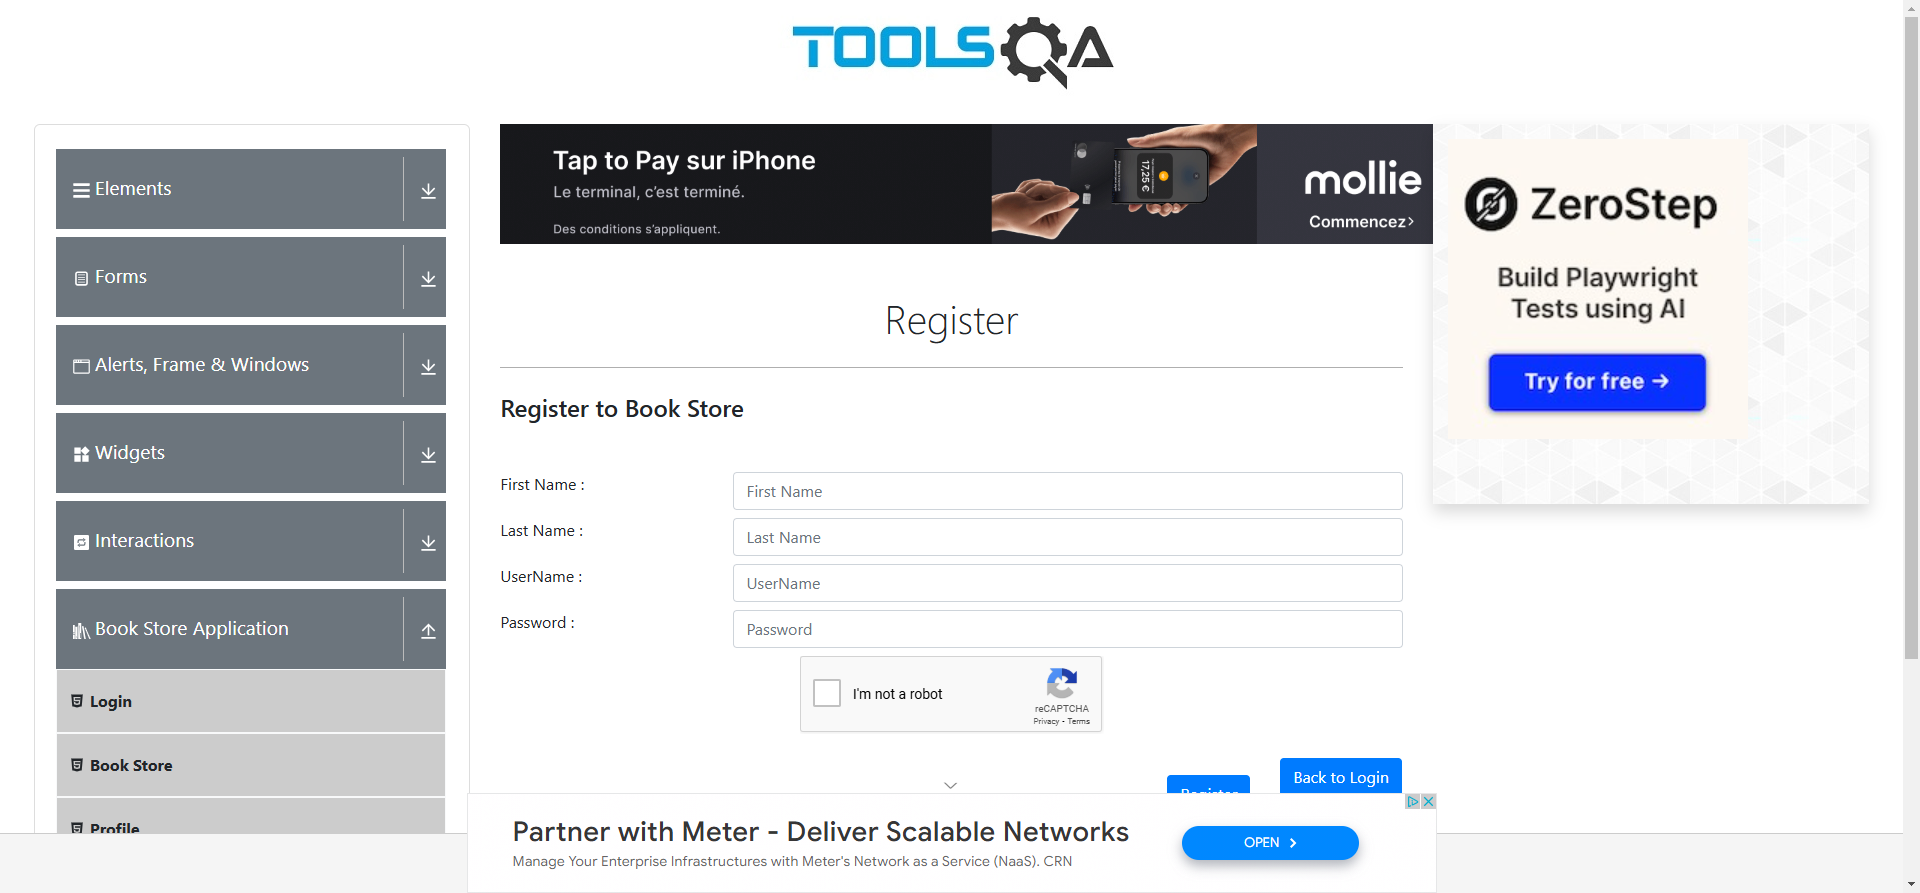 TOOLSQA
Elements
Forms
Alerts, Frame & Windows
Widgets
Interactions
Book Store Application
Login
Book Store
Profile
Tap to Pay sur iPhone
Le terminal, c'est terminé.
Des conditions s'appliquent.
17,25 €
mollie
Commencez
ZeroStep
Build Playwright
Tests using AI
Try for free →
Register
Register to Book Store
First Name :
First Name
Last Name :
Last Name
UserName :
UserName
Password :
Password
I'm not a robot
reCAPTCHA
Privacy - Terms
Register
Back to Login
Partner with Meter - Deliver Scalable Networks
Manage Your Enterprise Infrastructures with Meter's Network as a Service (NaaS). CRN
OPEN